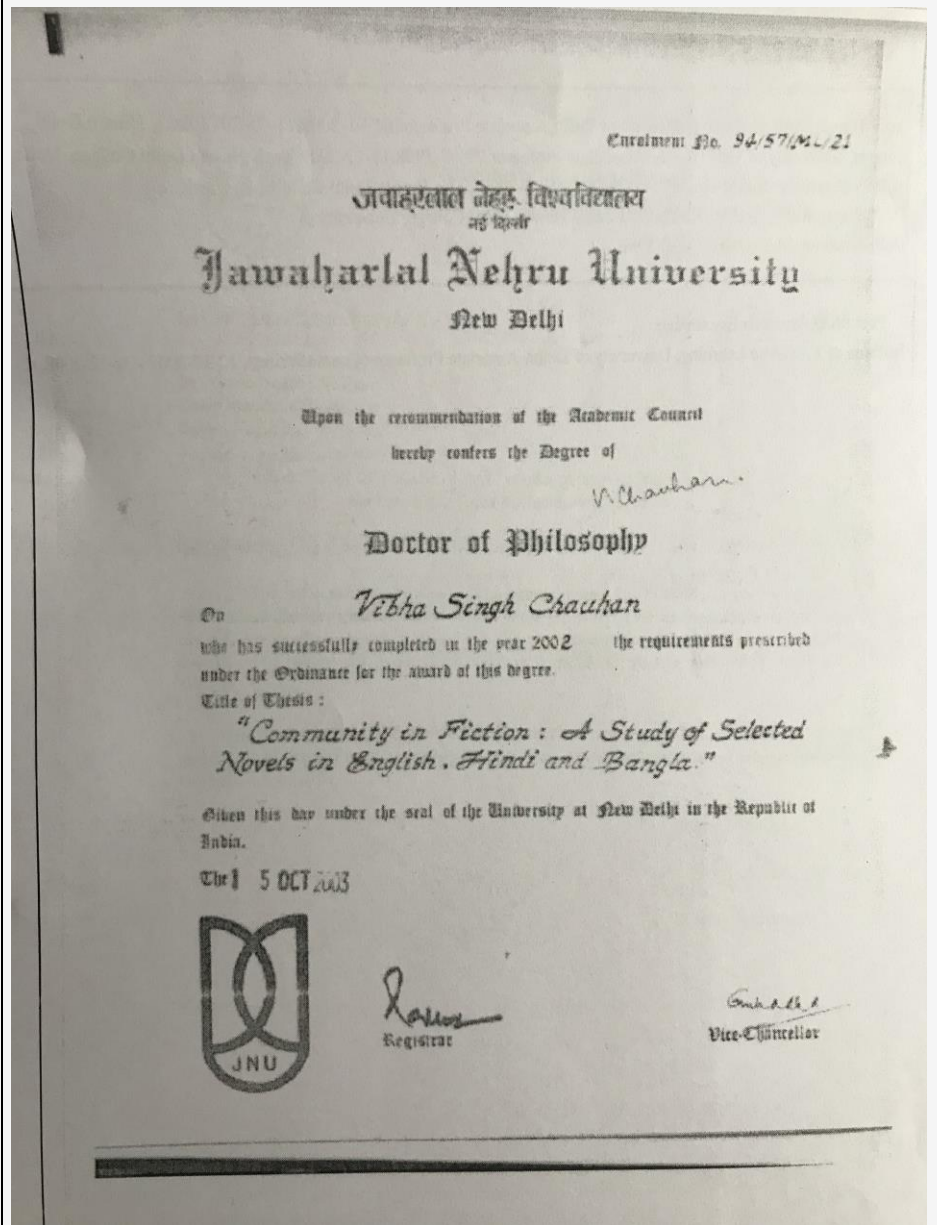 Enrolment No. 94/57/ML/21
जवाहरलाल नेहरू विश्वविद्यालय
नई दिल्ली
Jawaharlal Nehru University
New Delhi
Upon the recommendation of the Academic Council
hereby confers the Degree of
V. Chauhan.
Doctor of Philosophy
On Vibha Singh Chauhan
who has successfully completed in the year 2002 the requirements prescribed
under the Ordinance for the award of this degree.
Title of Thesis :
"Community in Fiction : A Study of Selected
Novels in English, Hindi and Bangla."
Given this day under the seal of the University at New Delhi in the Republic of
India.
The 15 OCT 2003
JNU
Registrar
Vice-Chancellor